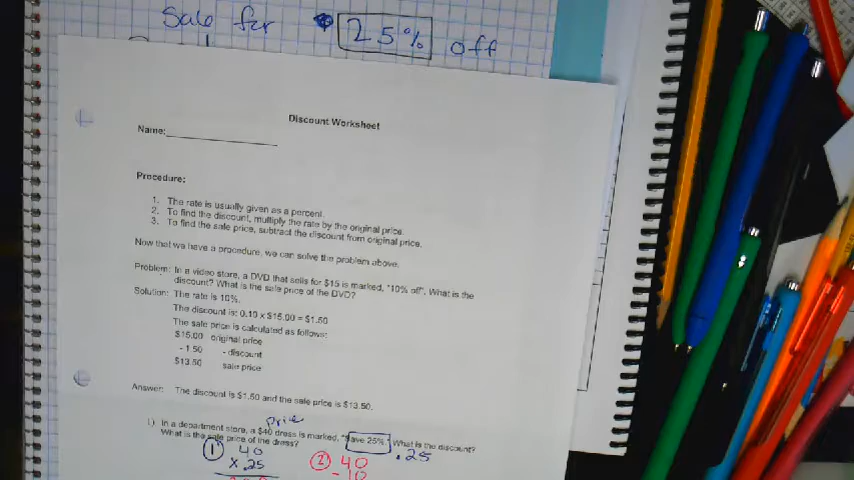 Sale for 25% off
Discount Worksheet
Name:
Procedure:
1. The rate is usually given as a percent.
2. To find the discount, multiply the rate by the original price.
3. To find the sale price, subtract the discount from original price.
Now that we have a procedure, we can solve the problem above.
Problem: In a video store, a DVD that sells for $15 is marked, "10% off". What is the
discount? What is the sale price of the DVD?
Solution: The rate is 10%.
The discount is: 0.10 x $15.00 = $1.50
The sale price is calculated as follows:
$15.00 original price
- 1.50 - discount
$13.50 sale price
Answer: The discount is $1.50 and the sale price is $13.50.
price
1) In a department store, a $40 dress is marked, "Save 25%." What is the discount?
What is the sale price of the dress?
.25
1 40
x .25
2 40
- 10